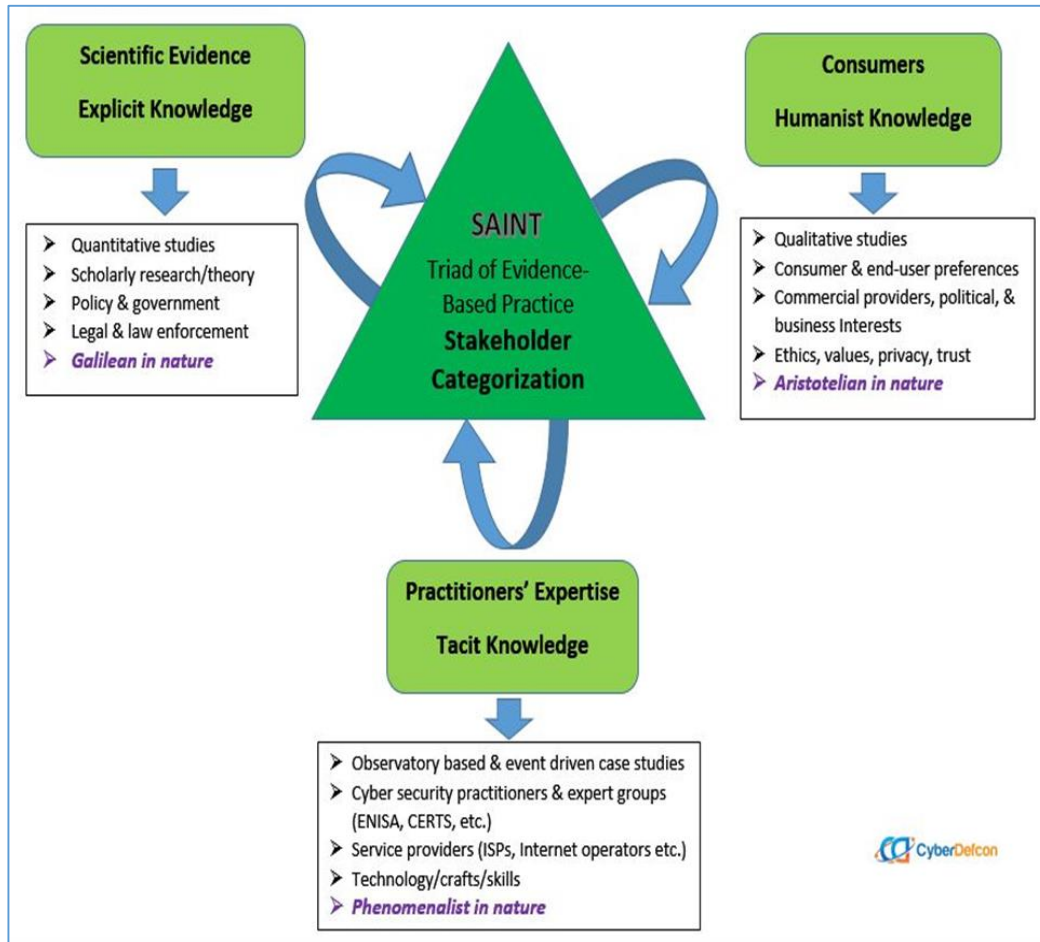 Scientific Evidence
Explicit Knowledge
➢ Quantitative studies
➢ Scholarly research/theory
➢ Policy & government
➢ Legal & law enforcement
➢ Galilean in nature
SAINT
Triad of Evidence-
Based Practice
Stakeholder
Categorization
Consumers
Humanist Knowledge
➢ Qualitative studies
➢ Consumer & end-user preferences
➢ Commercial providers, political, &
business Interests
➢ Ethics, values, privacy, trust
➢ Aristotelian in nature
Practitioners’ Expertise
Tacit Knowledge
➢ Observatory based & event driven case studies
➢ Cyber security practitioners & expert groups
(ENISA, CERTS, etc.)
➢ Service providers (ISPs, Internet operators etc.)
➢ Technology/crafts/skills
➢ Phenomenalist in nature
CyberDefcon